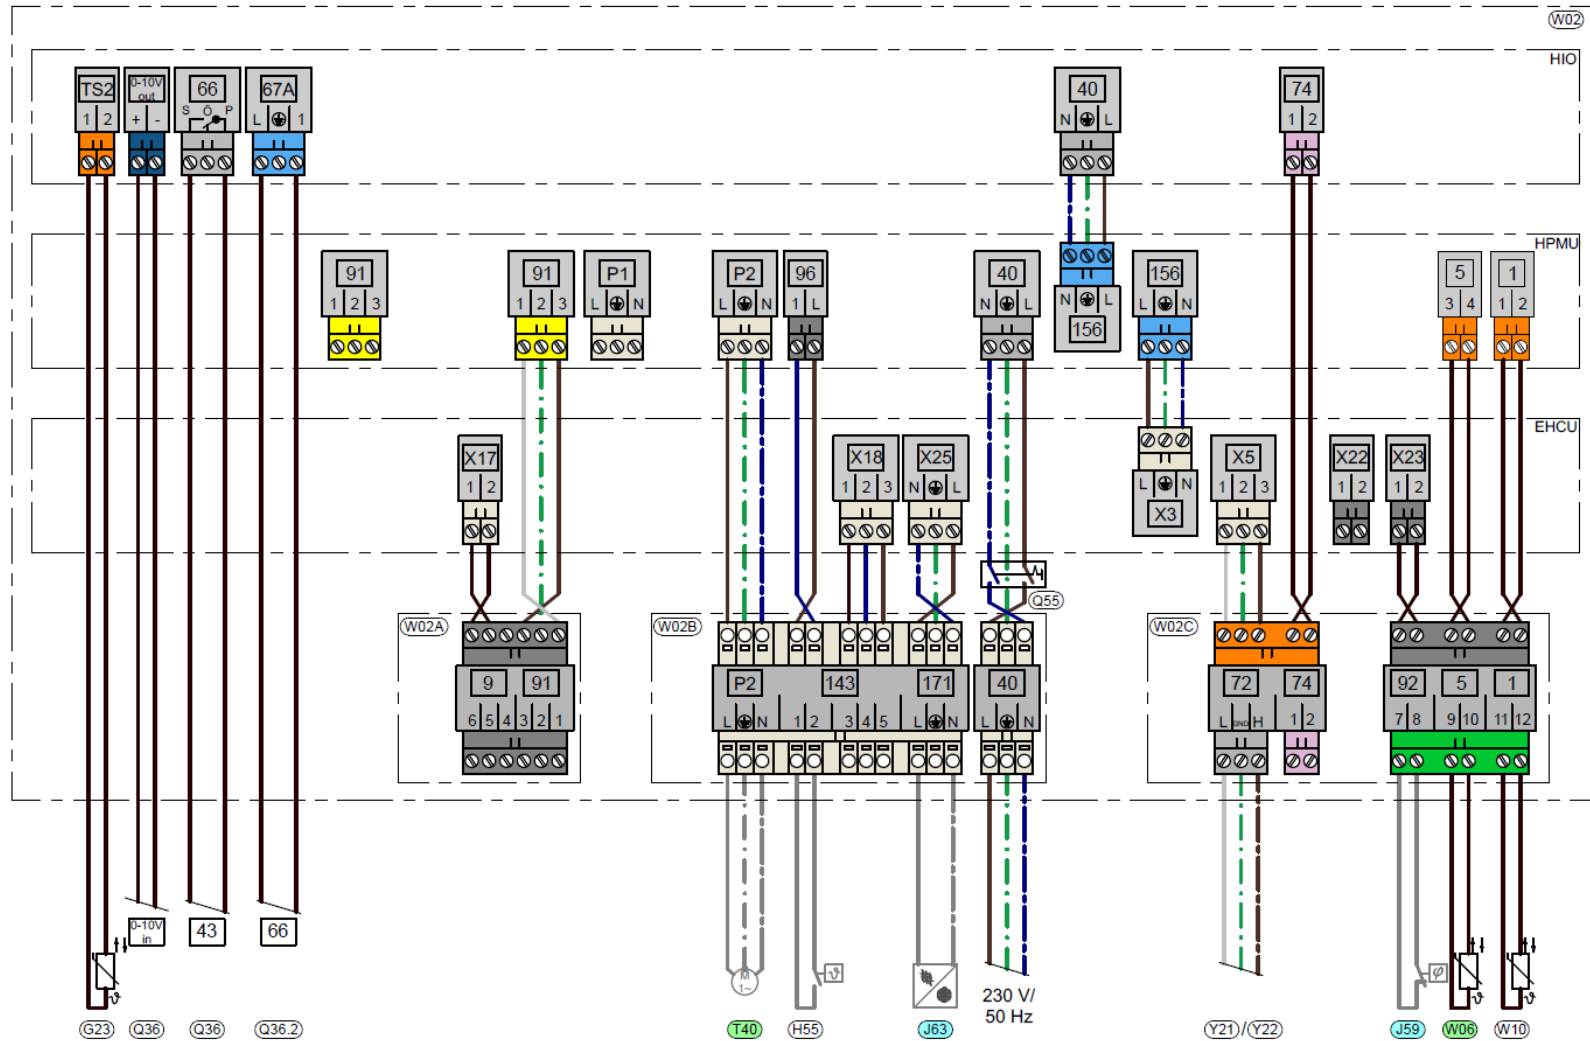 W02
HIO
TS2 0-10V out 66 67A 40 74
1 2 + - S Ö P L 1 N L 1 2
HPMU
91 91 P1 P2 96 40 N L 156 5 1
1 2 3 1 2 3 L N L N 1 L N L 156 L N 3 4 1 2
EHCU
X17 X18 X25 X5 X22 X23
1 2 1 2 3 N L L N 1 2 3 1 2 1 2
X3
Q55
W02A W02B W02C
9 91 P2 143 171 40 72 74 92 5 1
6 5 4 3 2 1 L N 1 2 3 4 5 L N L N L GND H 1 2 7 8 9 10 11 12
0-10V in 43 66
M 1~ ϑ φ
ϑ ϑ ϑ
230 V/
50 Hz
G23 Q36 Q36 Q36.2 T40 H55 J63 Y21 / Y22 J59 W06 W10